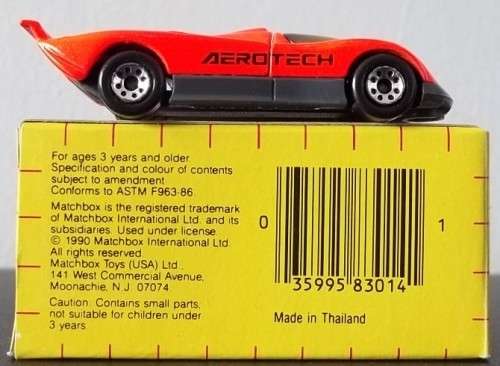 AEROTECH
For ages 3 years and older.
Specification and colour of contents
subject to amendment
Conforms to ASTM F963-86.
Matchbox is the registered trademark
of Matchbox International Ltd. and its
subsidiaries. Used under license.
© 1990 Matchbox International Ltd.
All rights reserved.
Matchbox Toys (USA) Ltd.,
141 West Commercial Avenue,
Moonachie, N.J. 07074
Caution: Contains small parts,
not suitable for children under
3 years
0
1
35995 83014
Made in Thailand